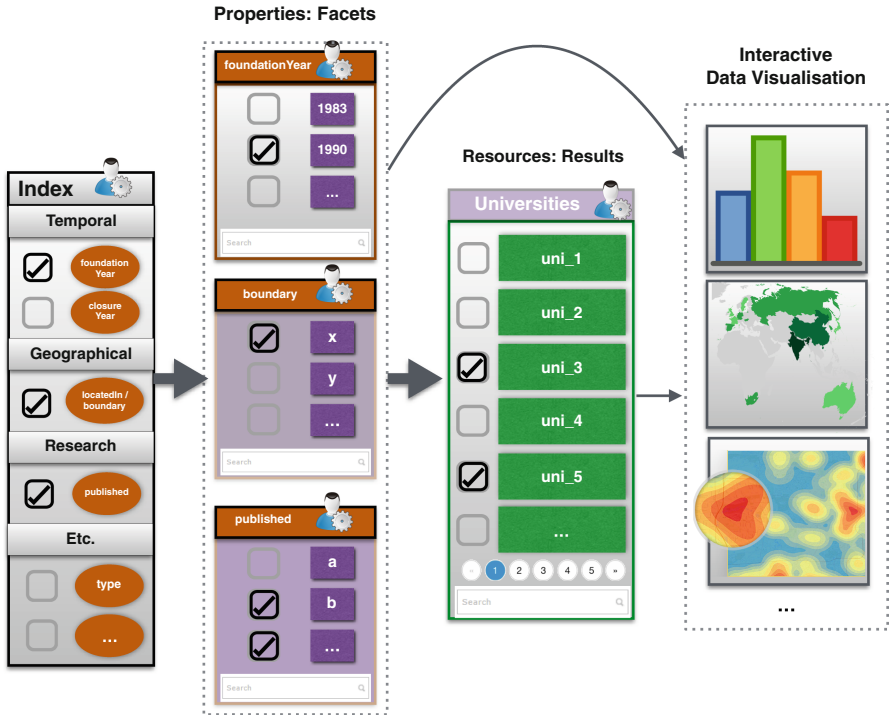 Properties: Facets
Interactive
Data Visualisation
Resources: Results
Index
Temporal
foundation
Year
closure
Year
Geographical
locatedIn /
boundary
Research
published
Etc.
type
...
foundationYear
1983
1990
...
Search
boundary
x
y
...
Search
published
a
b
...
Search
Universities
uni_1
uni_2
uni_3
uni_4
uni_5
...
« 1 2 3 4 5 »
Search
...